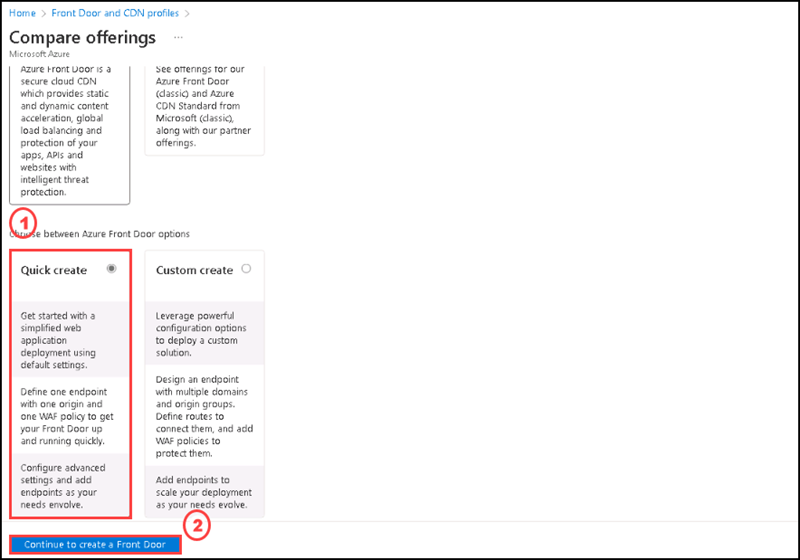 Home > Front Door and CDN profiles >
Compare offerings ...
Microsoft Azure
Azure Front Door is a
secure cloud CDN
which provides static
and dynamic content
acceleration, global
load balancing and
protection of your
apps, APIs and
websites with
intelligent threat
protection.
See offerings for our
Azure Front Door
(classic) and Azure
CDN Standard from
Microsoft (classic),
along with our partner
offerings.
1
Choose between Azure Front Door options
Quick create
Get started with a
simplified web
application
deployment using
default settings.
Define one endpoint
with one origin and
one WAF policy to get
your Front Door up
and running quickly.
Configure advanced
settings and add
endpoints as your
needs envolve.
Custom create
Leverage powerful
configuration options
to deploy a custom
solution.
Design an endpoint
with multiple domains
and origin groups.
Define routes to
connect them, and add
WAF policies to
protect them.
Add endpoints to
scale your deployment
as your needs evolve.
2
Continue to create a Front Door